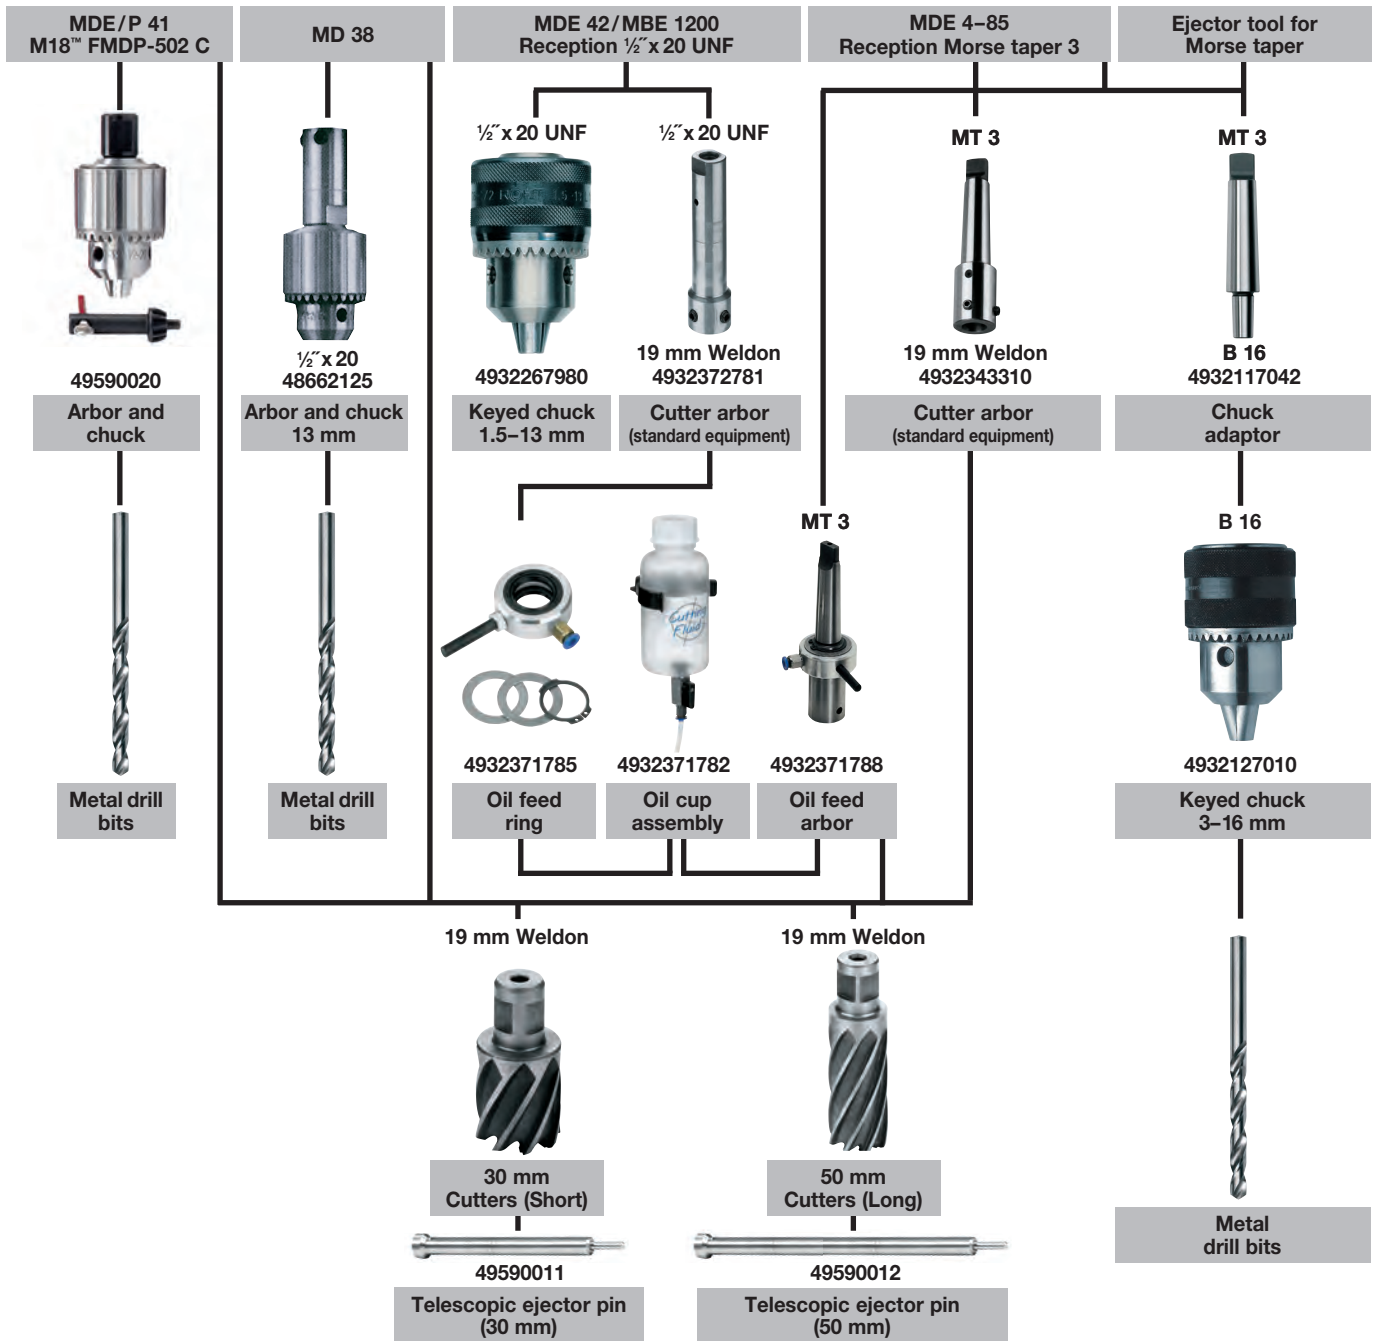 MDE/P 41
M18™ FMDP-502 C
MD 38
MDE 42/MBE 1200
Reception ½˝x 20 UNF
MDE 4–85
Reception Morse taper 3
Ejector tool for
Morse taper
½˝x 20 UNF
½˝x 20 UNF
MT 3
MT 3
½˝x 20
19 mm Weldon
19 mm Weldon
B 16
49590020
48662125
4932267980
4932372781
4932343310
4932117042
Arbor and
chuck
Arbor and chuck
13 mm
Keyed chuck
1.5–13 mm
Cutter arbor
(standard equipment)
Cutter arbor
(standard equipment)
Chuck
adaptor
MT 3
B 16
Cutting
Fluid
4932371785
4932371782
4932371788
4932127010
Metal drill
bits
Metal drill
bits
Oil feed
ring
Oil cup
assembly
Oil feed
arbor
Keyed chuck
3–16 mm
19 mm Weldon
19 mm Weldon
30 mm
Cutters (Short)
50 mm
Cutters (Long)
Metal
drill bits
49590011
49590012
Telescopic ejector pin
(30 mm)
Telescopic ejector pin
(50 mm)